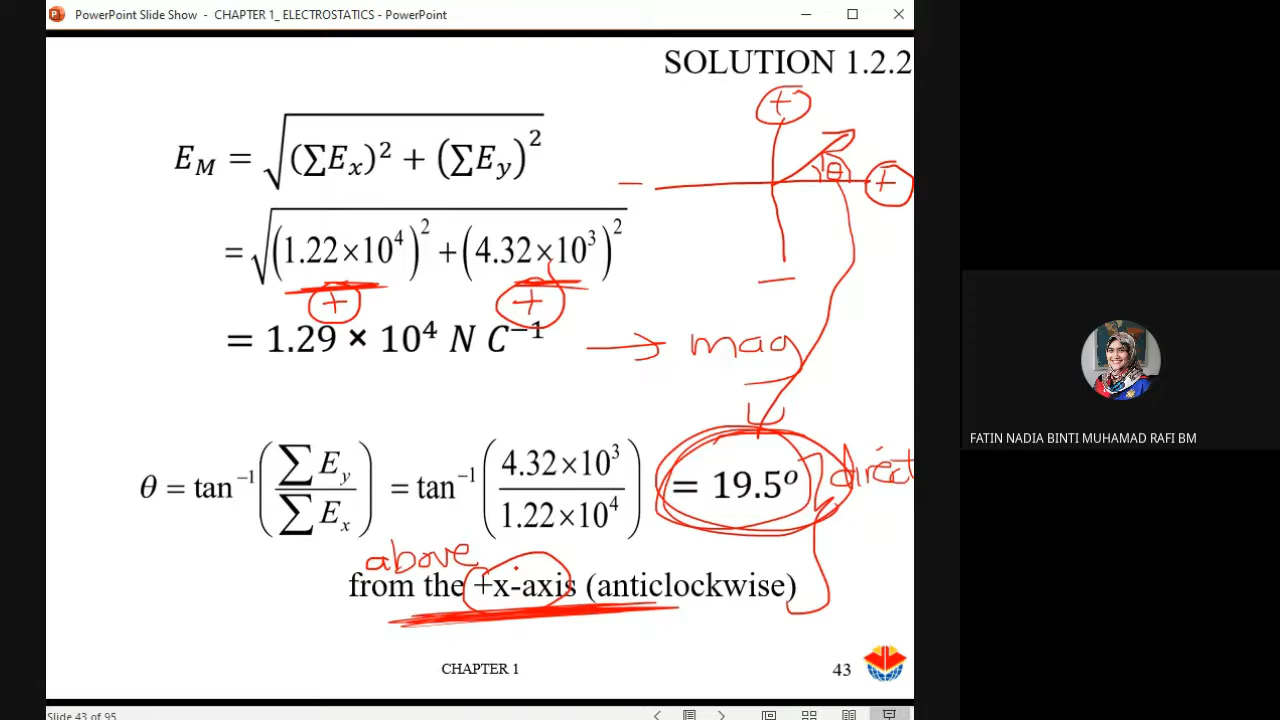 PowerPoint Slide Show - CHAPTER 1_ ELECTROSTATICS - PowerPoint
SOLUTION 1.2.2
+
E_M = √((∑E_x)² + (∑E_y)²)
θ
− +
= √((1.22×10⁴)² + (4.32×10³)²)
+ +
−
= 1.29 × 10⁴ N C⁻¹ → mag
θ = tan⁻¹(∑E_y / ∑E_x) = tan⁻¹(4.32×10³ / 1.22×10⁴) = 19.5º direct
above
from the +x-axis (anticlockwise)
CHAPTER 1
43
Slide 43 of 95
FATIN NADIA BINTI MUHAMAD RAFI BM